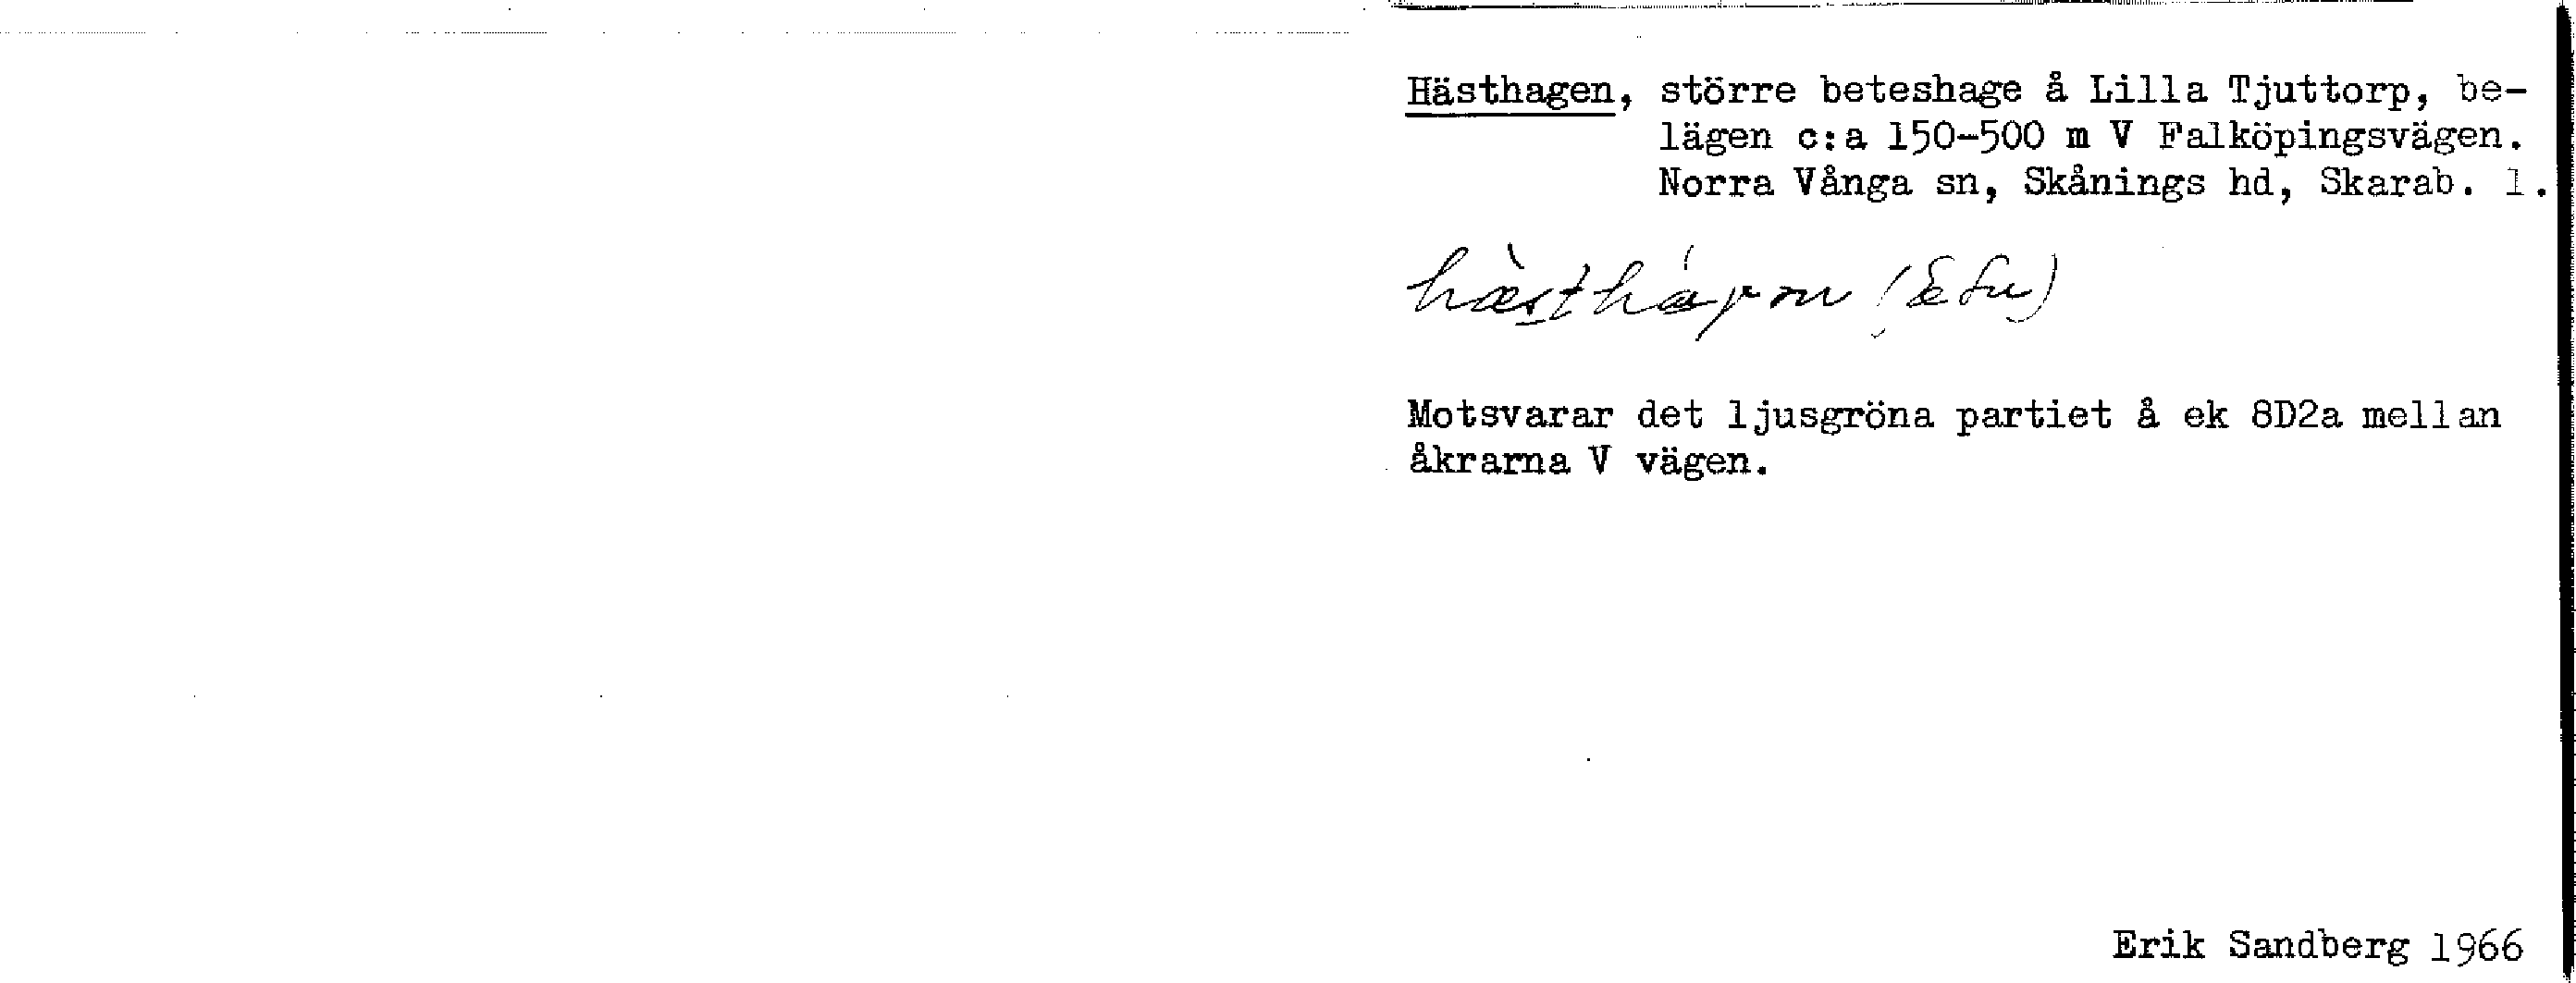 Hästhagen, större beteshage å Lilla Tjuttorp, be-
lägen c:a 150-500 m V Falköpingsvägen.
Norra Vånga sn, Skånings hd, Skarab. l.
Motsvarar det ljusgröna partiet å ek 8D2a mellan
åkrarna V vägen.
Erik Sandberg 1966